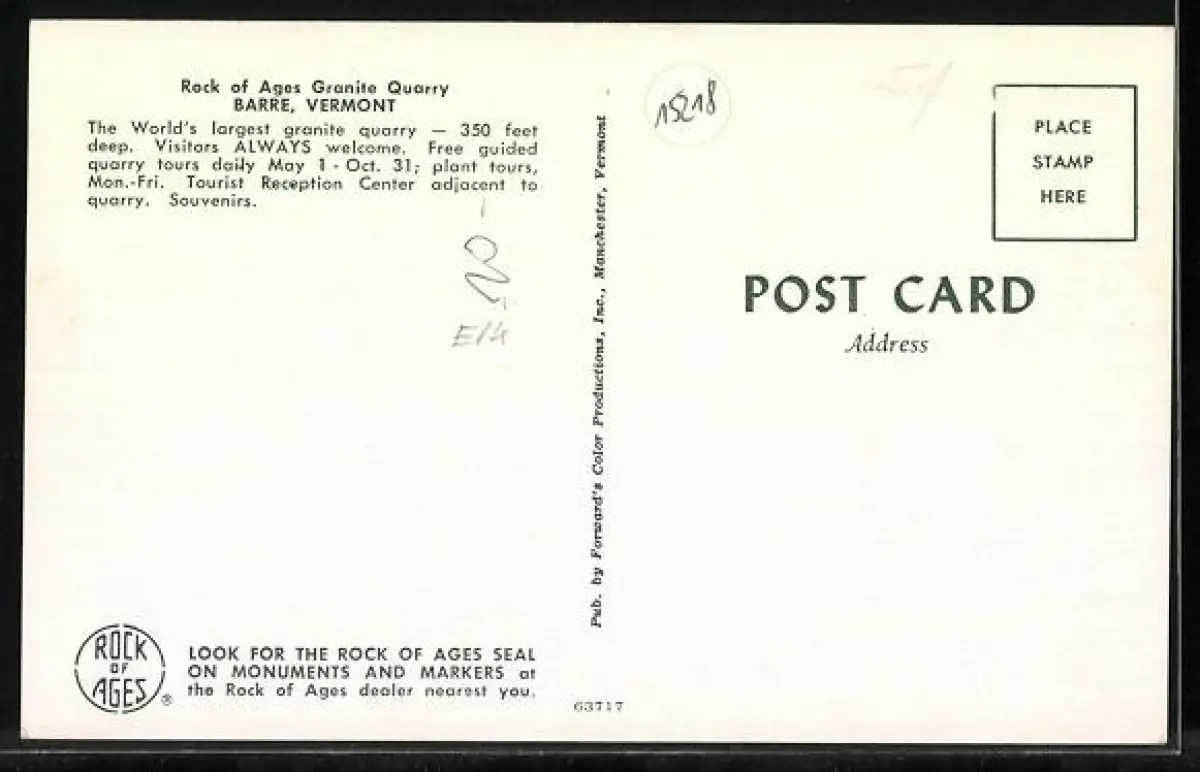 Rock of Ages Granite Quarry
BARRE, VERMONT
The World's largest granite quarry — 350 feet
deep. Visitors ALWAYS welcome. Free guided
quarry tours daily May 1 - Oct. 31; plant tours,
Mon.-Fri. Tourist Reception Center adjacent to
quarry. Souvenirs.
E14
ROCK
OF
AGES
®
LOOK FOR THE ROCK OF AGES SEAL
ON MONUMENTS AND MARKERS at
the Rock of Ages dealer nearest you.
Pub. by Forward's Color Productions, Inc., Manchester, Vermont
63717
15218
PLACE
STAMP
HERE
POST CARD
Address